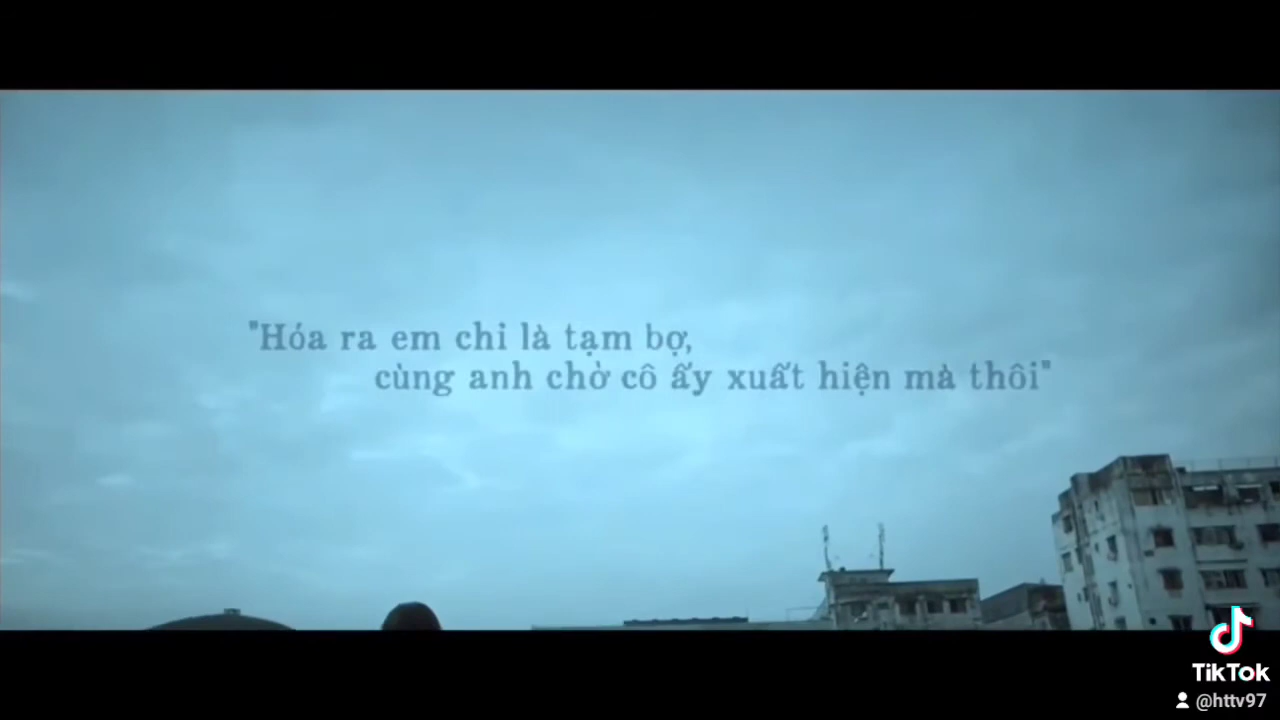 "Hóa ra em chỉ là tạm bợ,
cùng anh chờ cô ấy xuất hiện mà thôi"
TikTok
@httv97